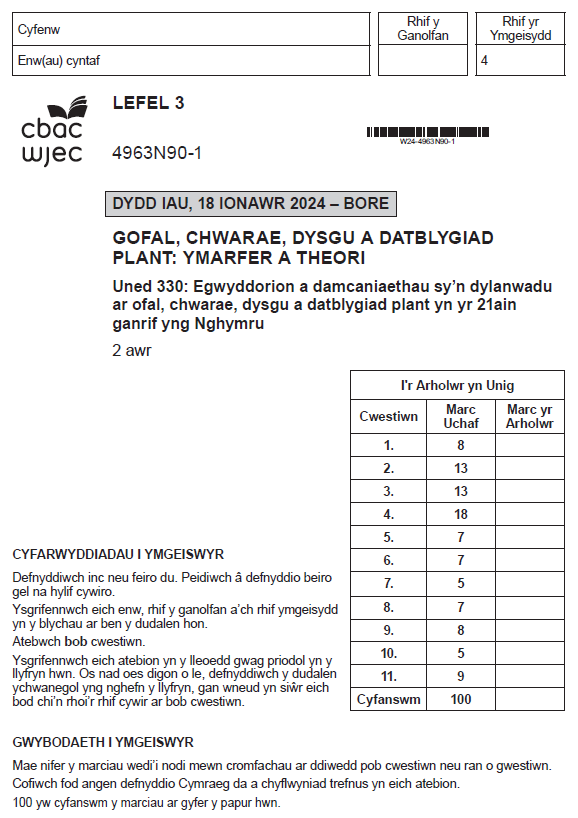 Cyfenw
Rhif y
Ganolfan
Rhif yr
Ymgeisydd
Enw(au) cyntaf
4
cbac
wjec
LEFEL 3
4963N90-1
W24-4963N90-1
DYDD IAU, 18 IONAWR 2024 – BORE
GOFAL, CHWARAE, DYSGU A DATBLYGIAD
PLANT: YMARFER A THEORI
Uned 330: Egwyddorion a damcaniaethau sy’n dylanwadu
ar ofal, chwarae, dysgu a datblygiad plant yn yr 21ain
ganrif yng Nghymru
2 awr
I'r Arholwr yn Unig
Cwestiwn
Marc
Uchaf
Marc yr
Arholwr
1. 8
2. 13
3. 13
4. 18
5. 7
6. 7
7. 5
8. 7
9. 8
10. 5
11. 9
Cyfanswm 100
CYFARWYDDIADAU I YMGEISWYR
Defnyddiwch inc neu feiro du. Peidiwch â defnyddio beiro
gel na hylif cywiro.
Ysgrifennwch eich enw, rhif y ganolfan a’ch rhif ymgeisydd
yn y blychau ar ben y dudalen hon.
Atebwch bob cwestiwn.
Ysgrifennwch eich atebion yn y lleoedd gwag priodol yn y
llyfryn hwn. Os nad oes digon o le, defnyddiwch y dudalen
ychwanegol yng nghefn y llyfryn, gan wneud yn siŵr eich
bod chi’n rhoi’r rhif cywir ar bob cwestiwn.
GWYBODAETH I YMGEISWYR
Mae nifer y marciau wedi’i nodi mewn cromfachau ar ddiwedd pob cwestiwn neu ran o gwestiwn.
Cofiwch fod angen defnyddio Cymraeg da a chyflwyniad trefnus yn eich atebion.
100 yw cyfanswm y marciau ar gyfer y papur hwn.